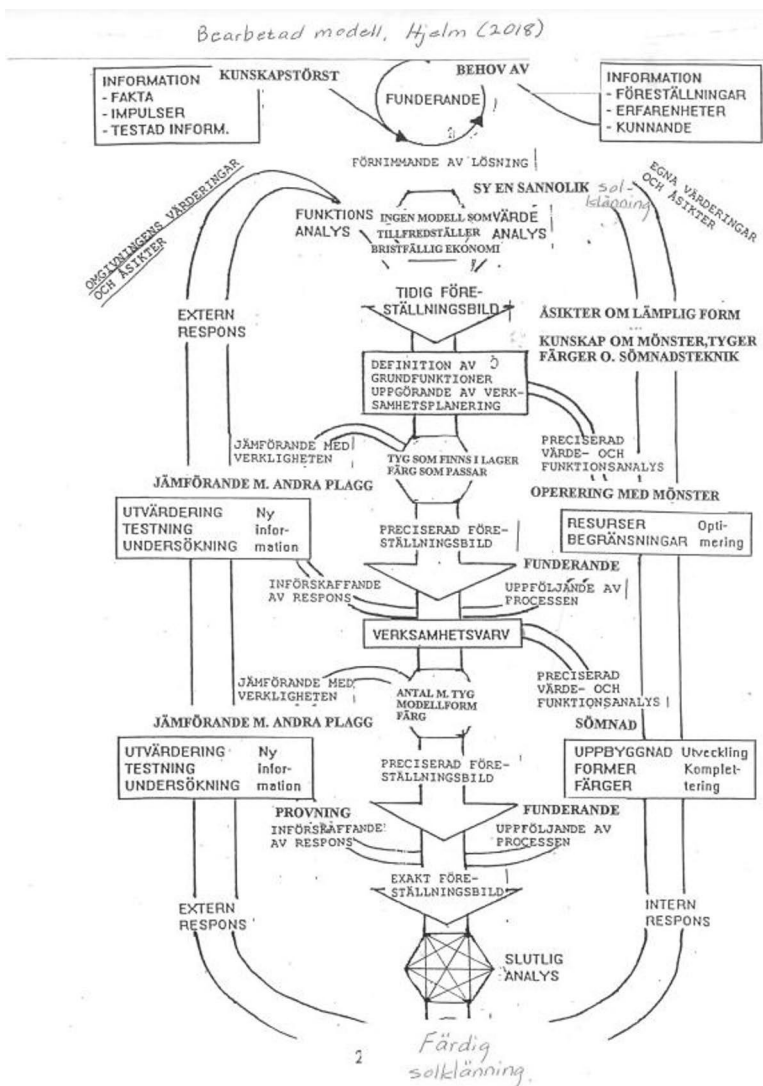 Bearbetad modell, Hjelm (2018)
INFORMATION
- FAKTA
- IMPULSER
- TESTAD INFORM.
KUNSKAPSTÖRST
BEHOV AV
FUNDERANDE
INFORMATION
- FÖRESTÄLLNINGAR
- ERFARENHETER
- KUNNANDE
FÖRNIMMANDE AV LÖSNING
OMGIVNINGENS VÄRDERINGAR
OCH ÅSIKTER
EGNA VÄRDERINGAR
OCH ÅSIKTER
SY EN SANNOLIK sol-
klänning
FUNKTIONS
ANALYS
INGEN MODELL SOM
TILLFREDSTÄLLER
BRISTFÄLLIG EKONOMI
VÄRDE
ANALYS
EXTERN
RESPONS
TIDIG FÖRE-
STÄLLNINGSBILD
ÅSIKTER OM LÄMPLIG FORM
KUNSKAP OM MÖNSTER,TYGER
FÄRGER O. SÖMNADSTEKNIK
DEFINITION AV
GRUNDFUNKTIONER
UPPGÖRANDE AV VERK-
SAMHETSPLANERING
JÄMFÖRANDE MED
VERKLIGHETEN
TYG SOM FINNS I LAGER
FÄRG SOM PASSAR
PRECISERAD
VÄRDE- OCH
FUNKTIONSANALYS
JÄMFÖRANDE M. ANDRA PLAGG
OPERERING MED MÖNSTER
UTVÄRDERING Ny
TESTNING infor-
UNDERSÖKNING mation
PRECISERAD FÖRE-
STÄLLNINGSBILD
RESURSER Opti-
BEGRÄNSNINGAR mering
FUNDERANDE
INFÖRSKAFFANDE
AV RESPONS
UPPFÖLJANDE AV
PROCESSEN
VERKSAMHETSVARV
JÄMFÖRANDE MED
VERKLIGHETEN
ANTAL M. TYG
MODELLFORM
FÄRG
PRECISERAD
VÄRDE- OCH
FUNKTIONSANALYS
JÄMFÖRANDE M. ANDRA PLAGG
SÖMNAD
UTVÄRDERING Ny
TESTNING infor-
UNDERSÖKNING mation
PRECISERAD FÖRE-
STÄLLNINGSBILD
UPPBYGGNAD Utveckling
FORMER Komplet-
FÄRGER tering
PROVNING
INFÖRSKAFFANDE
AV RESPONS
FUNDERANDE
UPPFÖLJANDE AV
PROCESSEN
EXAKT FÖRE-
STÄLLNINGSBILD
EXTERN
RESPONS
INTERN
RESPONS
SLUTLIG
ANALYS
2
Färdig
solklänning